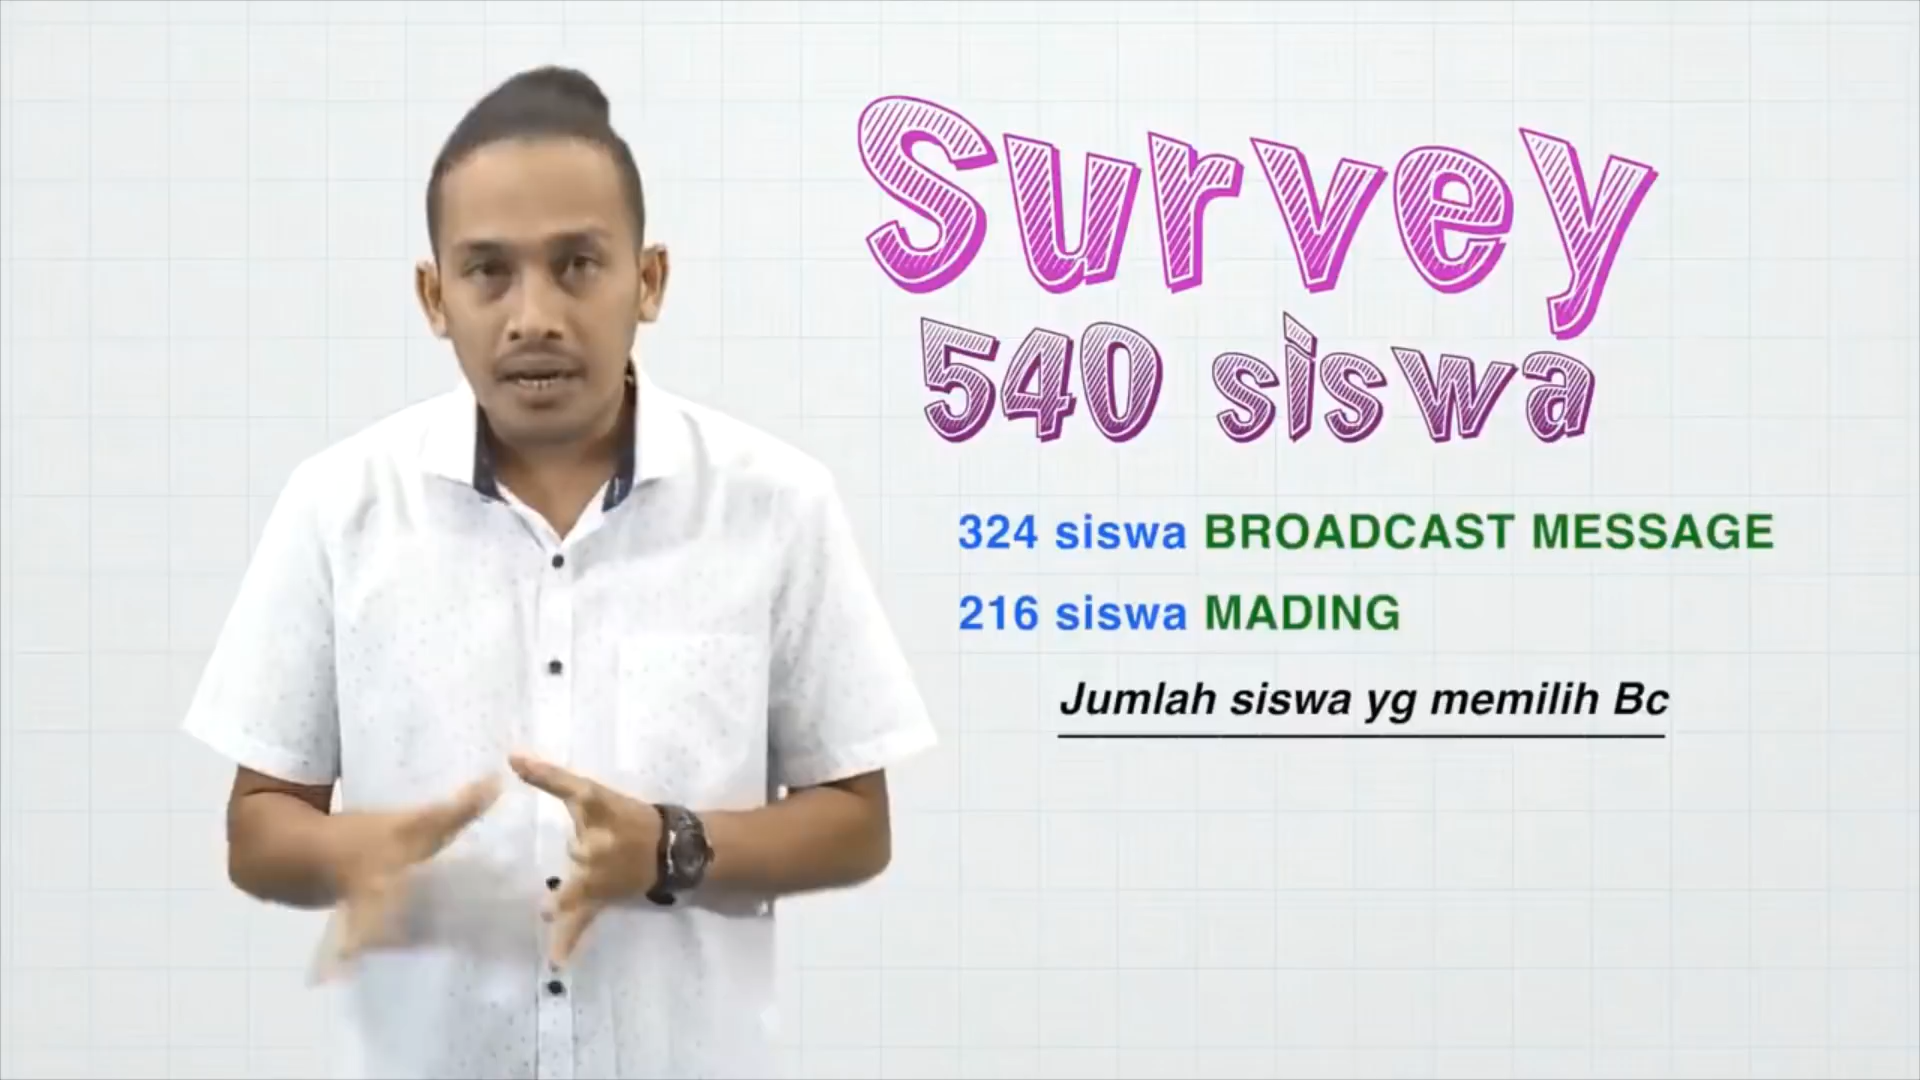 Survey
540 siswa
324 siswa BROADCAST MESSAGE
216 siswa MADING
Jumlah siswa yg memilih Bc